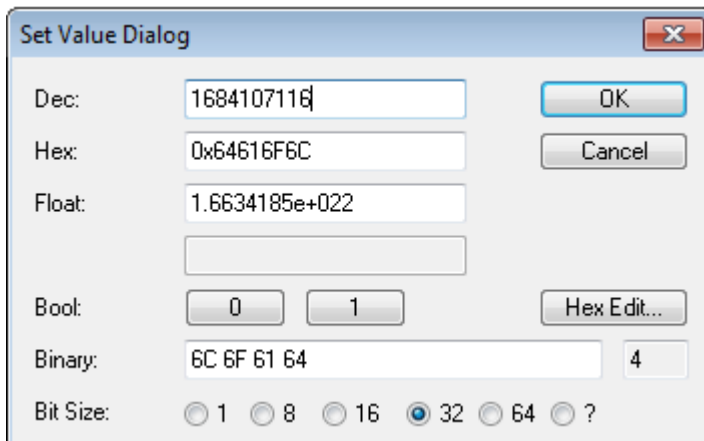 Set Value Dialog
Dec: 1684107116 OK
Hex: 0x64616F6C Cancel
Float: 1.6634185e+022
Bool: 0 1 Hex Edit...
Binary: 6C 6F 61 64 4
Bit Size: 1 8 16 32 64 ?